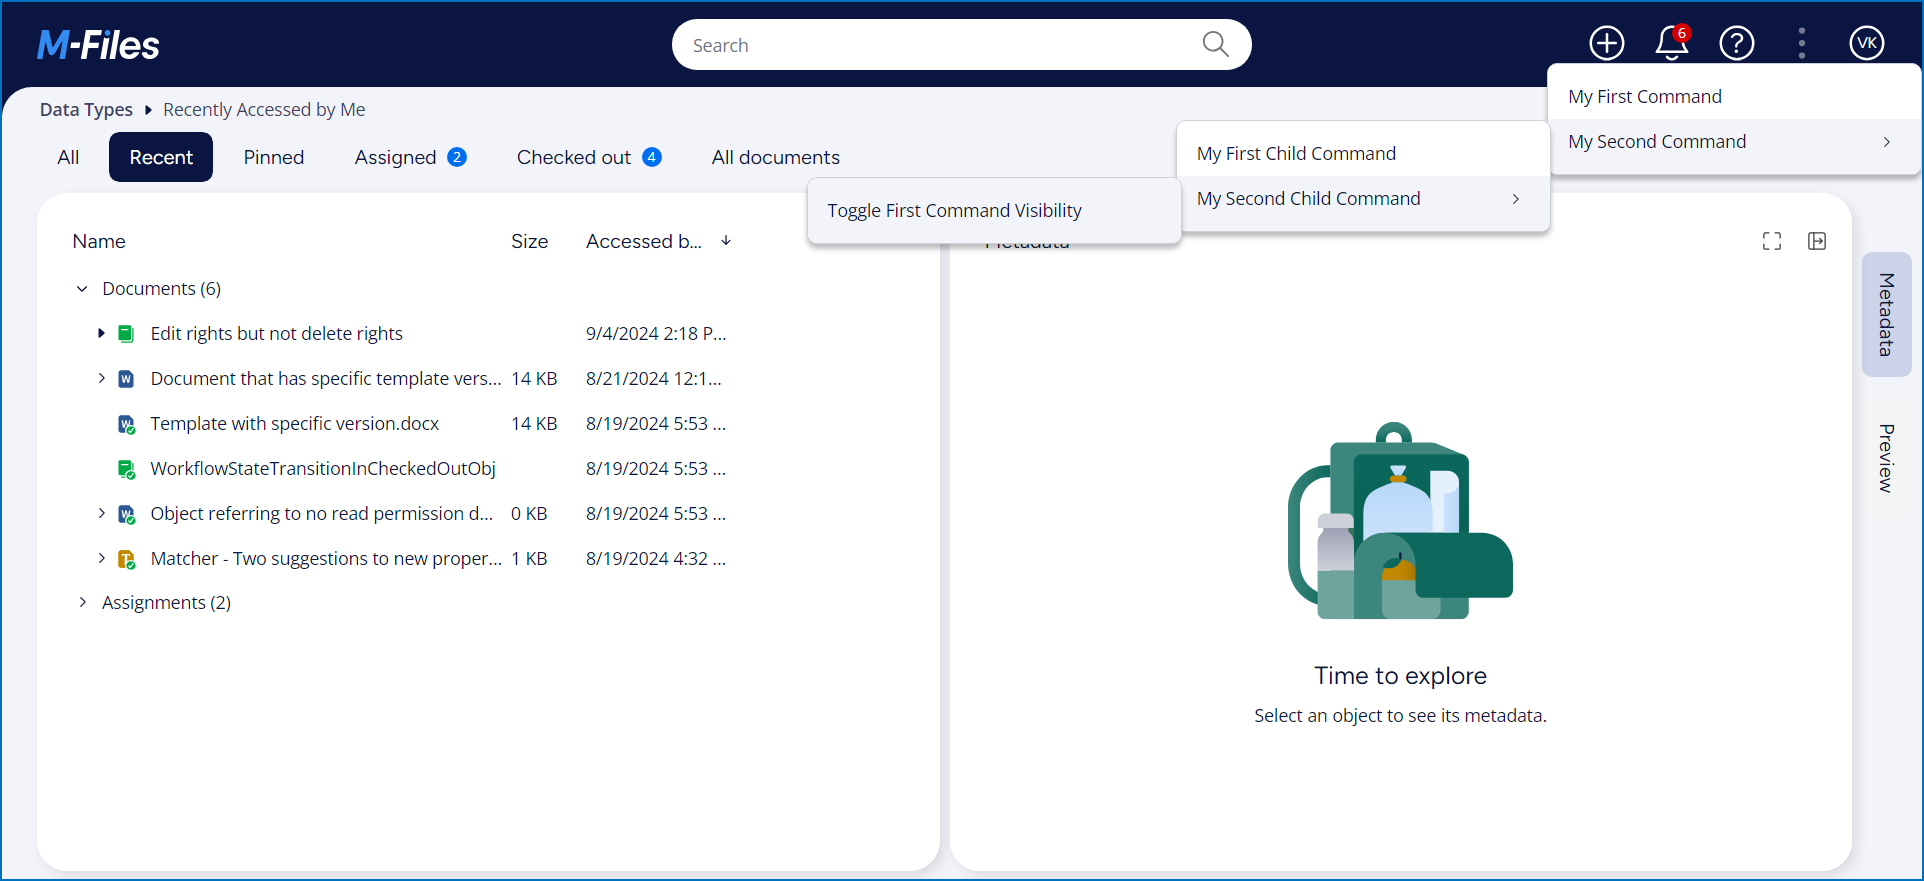 M-Files
Search
6
VK
My First Command
My Second Command
Data Types Recently Accessed by Me
My First Child Command
My Second Child Command
Toggle First Command Visibility
All Recent Pinned Assigned 2 Checked out 4 All documents
Name Size Accessed b...
Documents (6)
Edit rights but not delete rights 9/4/2024 2:18 P...
Document that has specific template vers... 14 KB 8/21/2024 12:1...
Template with specific version.docx 14 KB 8/19/2024 5:53 ...
WorkflowStateTransitionInCheckedOutObj 8/19/2024 5:53 ...
Object referring to no read permission d... 0 KB 8/19/2024 5:53 ...
Matcher - Two suggestions to new proper... 1 KB 8/19/2024 4:32 ...
Assignments (2)
Metadata
Time to explore
Select an object to see its metadata.
Metadata
Preview